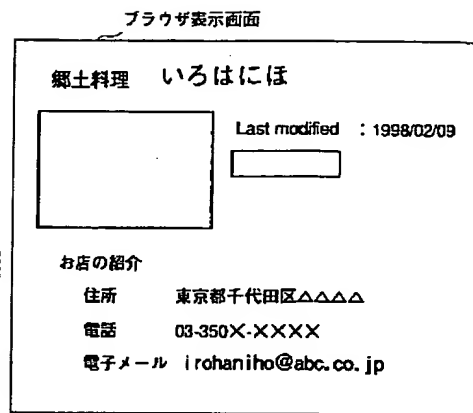 ブラウザ表示画面
郷土料理 いろはにほ
Last modified : 1998/02/09
お店の紹介
住所 東京都千代田区△△△△
電話 03-350X-XXXX
電子メール irohaniho@abc.co.jp